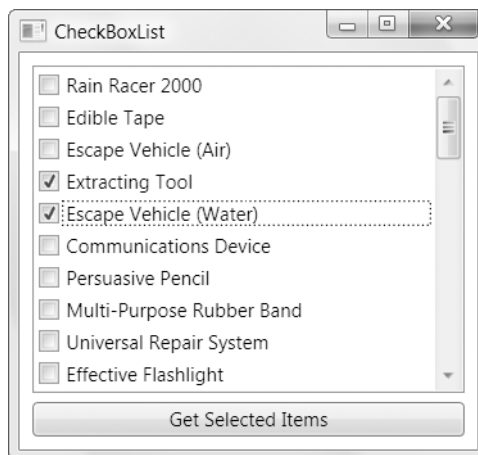 CheckBoxList
Rain Racer 2000
Edible Tape
Escape Vehicle (Air)
Extracting Tool
Escape Vehicle (Water)
Communications Device
Persuasive Pencil
Multi-Purpose Rubber Band
Universal Repair System
Effective Flashlight
Get Selected Items